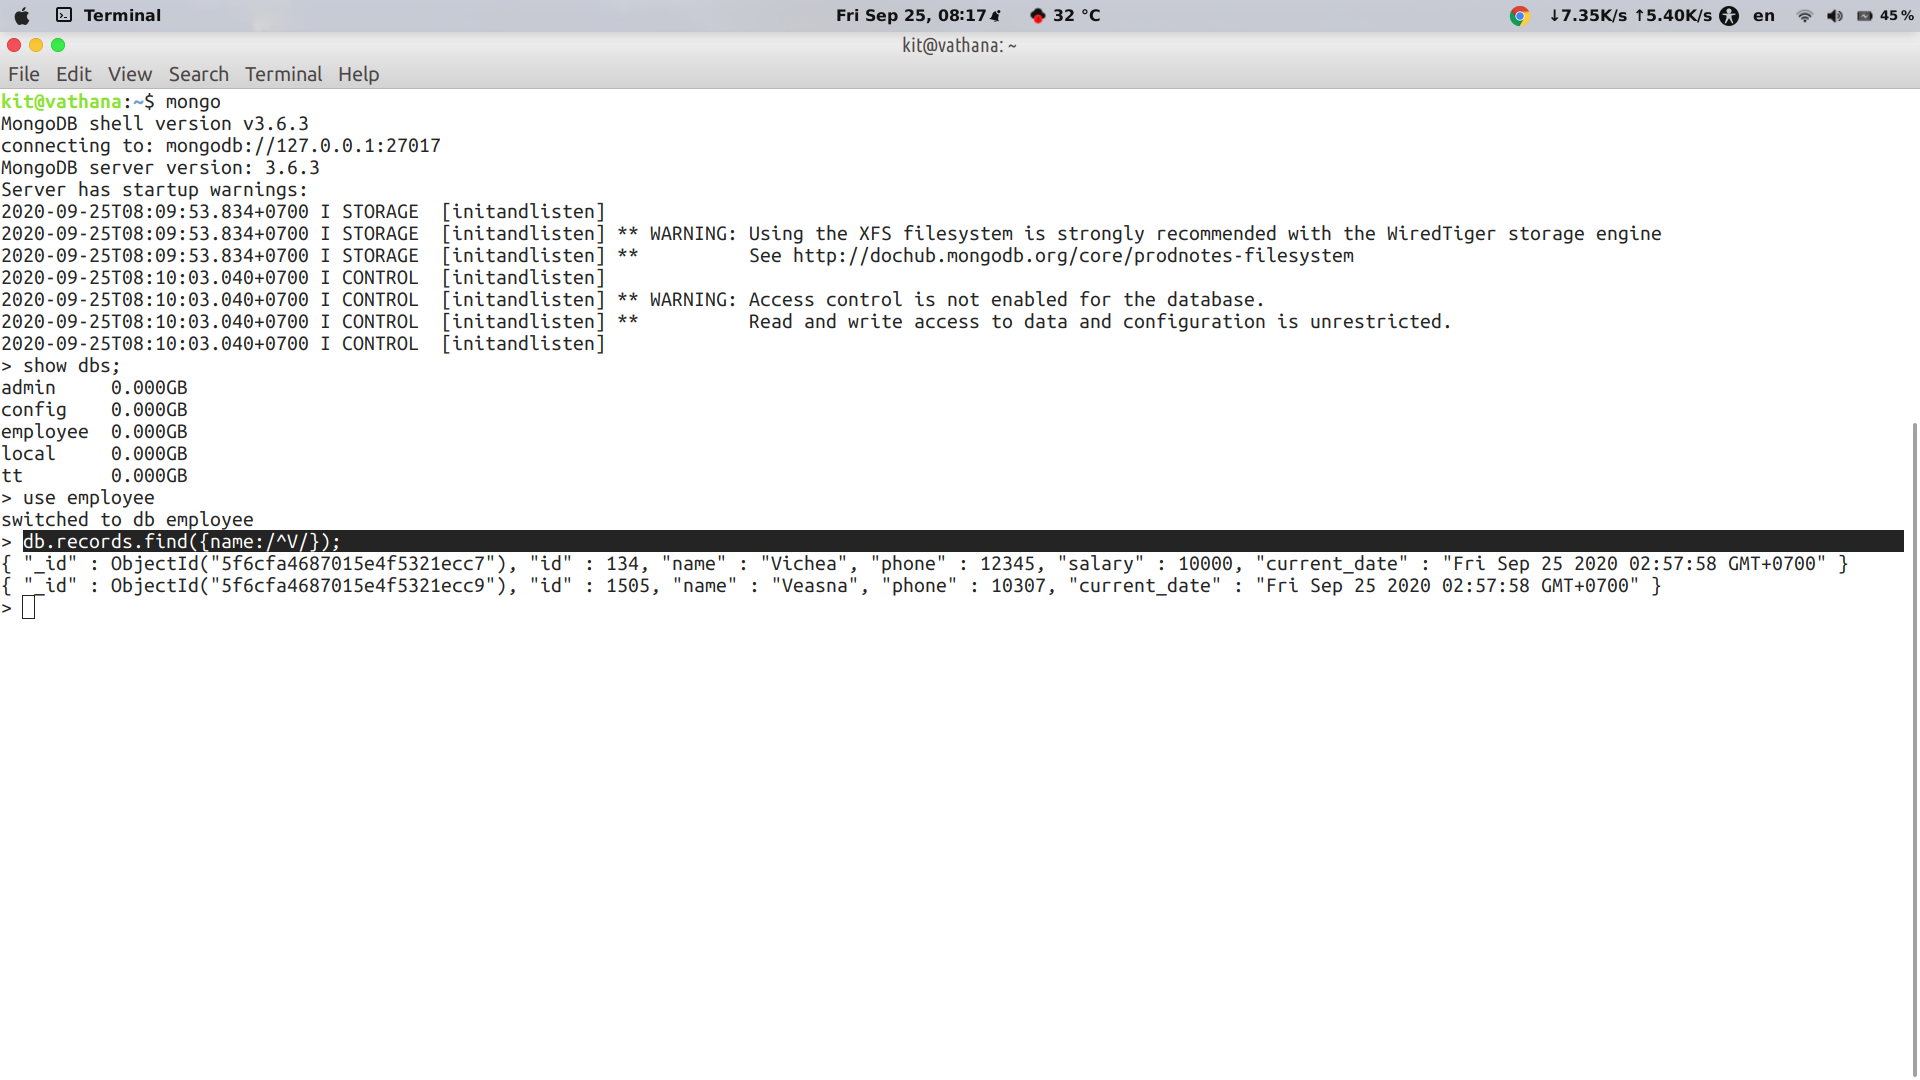 Terminal
Fri Sep 25, 08:17
32 °C
↓7.35K/s ↑5.40K/s
en
45 %
kit@vathana: ~
File Edit View Search Terminal Help
kit@vathana:~$ mongo
MongoDB shell version v3.6.3
connecting to: mongodb://127.0.0.1:27017
MongoDB server version: 3.6.3
Server has startup warnings:
2020-09-25T08:09:53.834+0700 I STORAGE  [initandlisten]
2020-09-25T08:09:53.834+0700 I STORAGE  [initandlisten] ** WARNING: Using the XFS filesystem is strongly recommended with the WiredTiger storage engine
2020-09-25T08:09:53.834+0700 I STORAGE  [initandlisten] **          See http://dochub.mongodb.org/core/prodnotes-filesystem
2020-09-25T08:10:03.040+0700 I CONTROL  [initandlisten]
2020-09-25T08:10:03.040+0700 I CONTROL  [initandlisten] ** WARNING: Access control is not enabled for the database.
2020-09-25T08:10:03.040+0700 I CONTROL  [initandlisten] **          Read and write access to data and configuration is unrestricted.
2020-09-25T08:10:03.040+0700 I CONTROL  [initandlisten]
> show dbs;
admin     0.000GB
config    0.000GB
employee  0.000GB
local     0.000GB
tt        0.000GB
> use employee
switched to db employee
> db.records.find({name:/^V/});
{ "_id" : ObjectId("5f6cfa4687015e4f5321ecc7"), "id" : 134, "name" : "Vichea", "phone" : 12345, "salary" : 10000, "current_date" : "Fri Sep 25 2020 02:57:58 GMT+0700" }
{ "_id" : ObjectId("5f6cfa4687015e4f5321ecc9"), "id" : 1505, "name" : "Veasna", "phone" : 10307, "current_date" : "Fri Sep 25 2020 02:57:58 GMT+0700" }
>